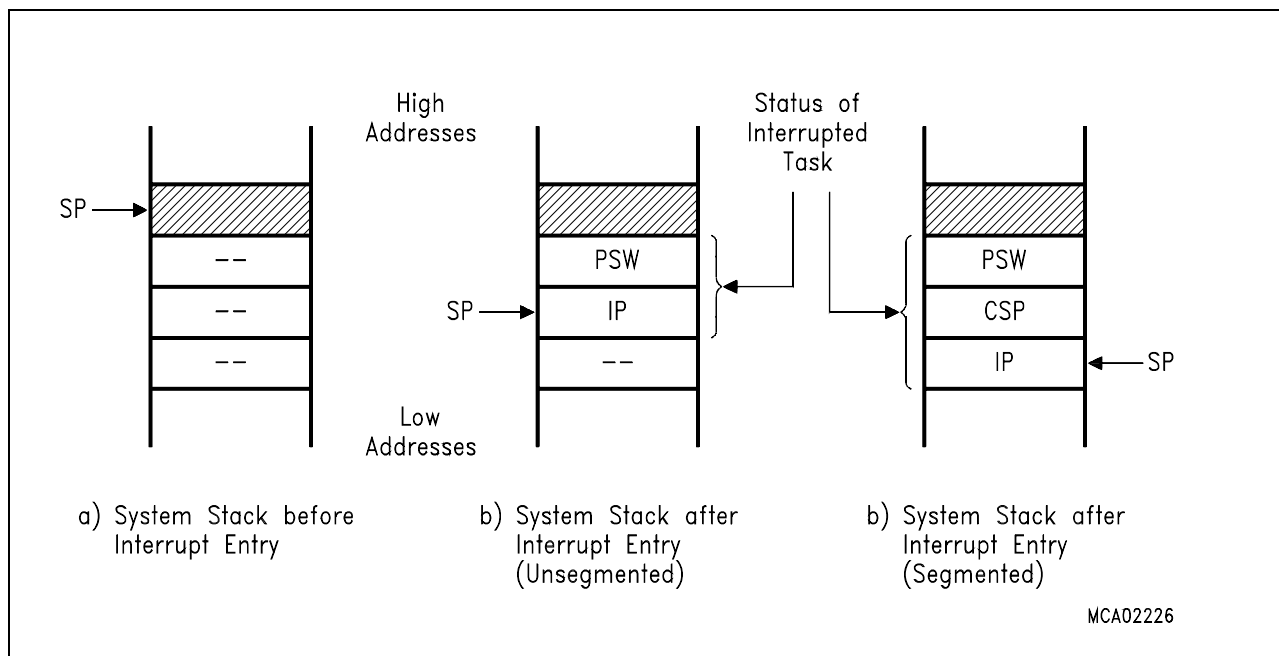 High
Addresses
Status of
Interrupted
Task
SP
--
--
--
PSW
SP
IP
--
PSW
CSP
IP
SP
Low
Addresses
a) System Stack before
Interrupt Entry
b) System Stack after
Interrupt Entry
(Unsegmented)
b) System Stack after
Interrupt Entry
(Segmented)
MCA02226